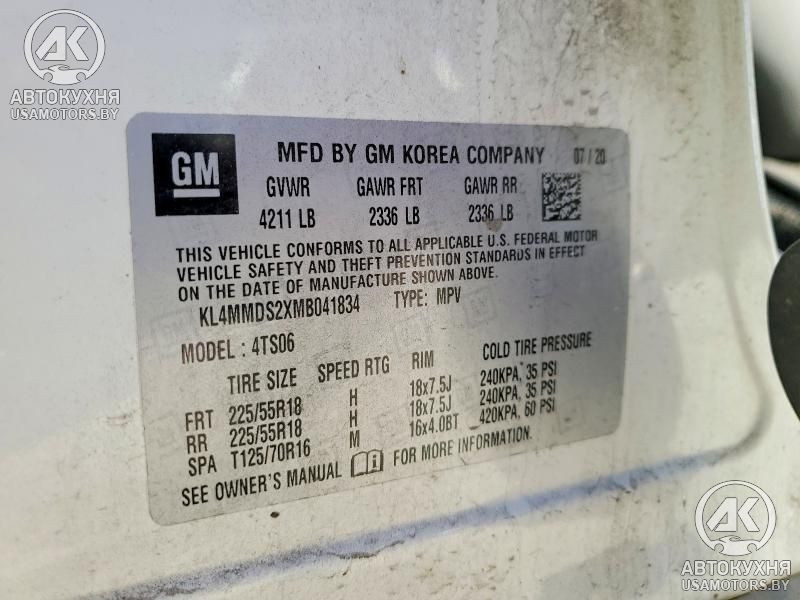 AK
АВТОКУХНЯ
USAMOTORS.BY
GM
MFD BY GM KOREA COMPANY 07/20
GVWR GAWR FRT GAWR RR
4211 LB 2336 LB 2336 LB
THIS VEHICLE CONFORMS TO ALL APPLICABLE U.S. FEDERAL MOTOR
VEHICLE SAFETY AND THEFT PREVENTION STANDARDS IN EFFECT
ON THE DATE OF MANUFACTURE SHOWN ABOVE.
KL4MMDS2XMB041834 TYPE: MPV
MODEL : 4TS06
TIRE SIZE SPEED RTG RIM COLD TIRE PRESSURE
FRT 225/55R18 H 18x7.5J 240KPA, 35 PSI
RR 225/55R18 H 18x7.5J 240KPA, 35 PSI
SPA T125/70R16 M 16x4.0BT 420KPA, 60 PSI
SEE OWNER'S MANUAL FOR MORE INFORMATION.
AK
АВТОКУХНЯ
USAMOTORS.BY